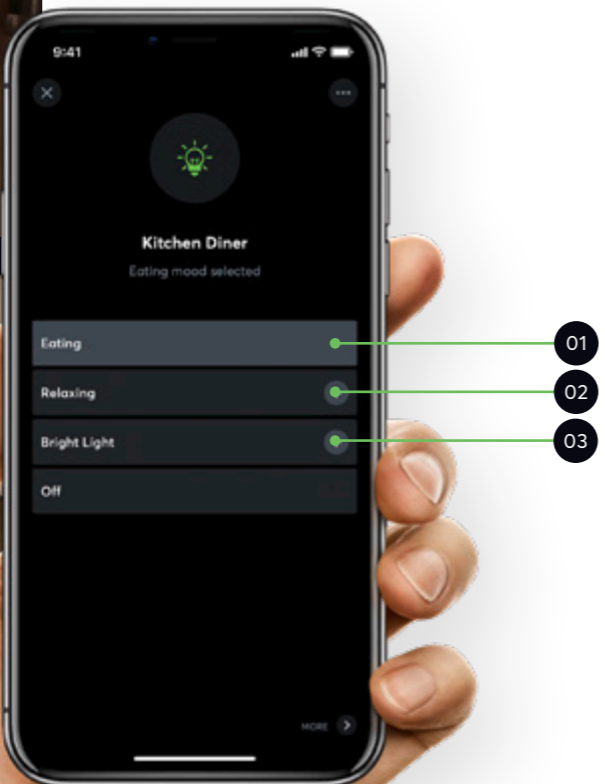 9:41
Kitchen Diner
Eating mood selected
Eating
01
Relaxing
02
Bright Light
03
Off
MORE